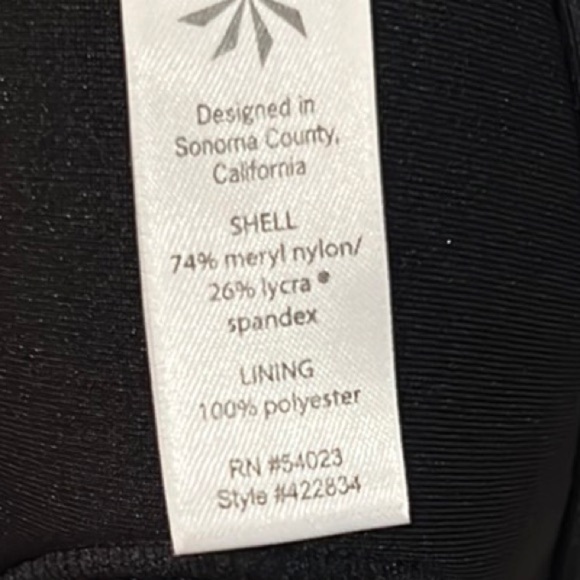 Designed in
Sonoma County,
California
SHELL
74% meryl nylon/
26% lycra ®
spandex
LINING
100% polyester
RN #54023
Style #422834